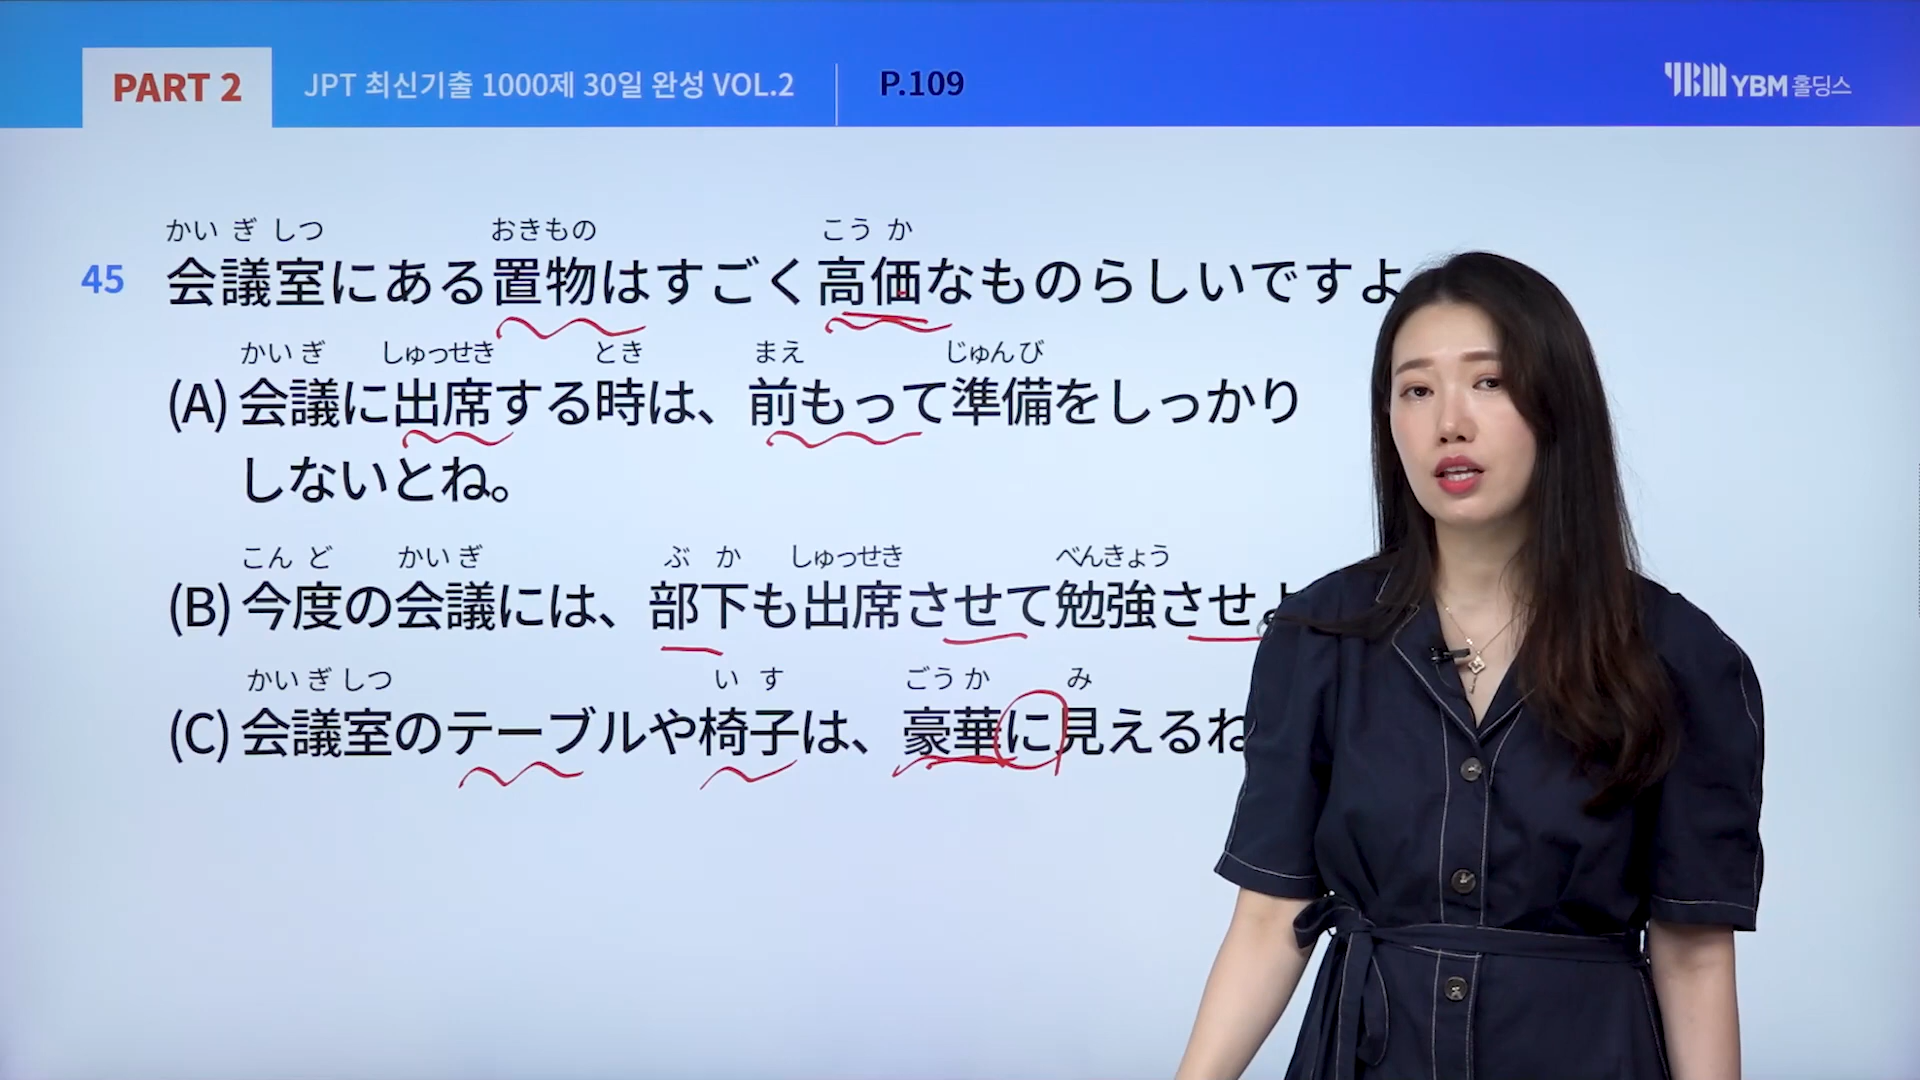 PART 2 JPT 최신기출 1000제 30일 완성 VOL.2 P.109 YBM YBM 홀딩스
かいぎしつ おきもの こうか
45 会議室にある置物はすごく高価なものらしいですよ
かいぎ しゅっせき とき まえ じゅんび
(A) 会議に出席する時は、前もって準備をしっかり
しないとね。
こんど かいぎ ぶか しゅっせき べんきょう
(B) 今度の会議には、部下も出席させて勉強させよ
かいぎしつ いす ごうか み
(C) 会議室のテーブルや椅子は、豪華に見えるね